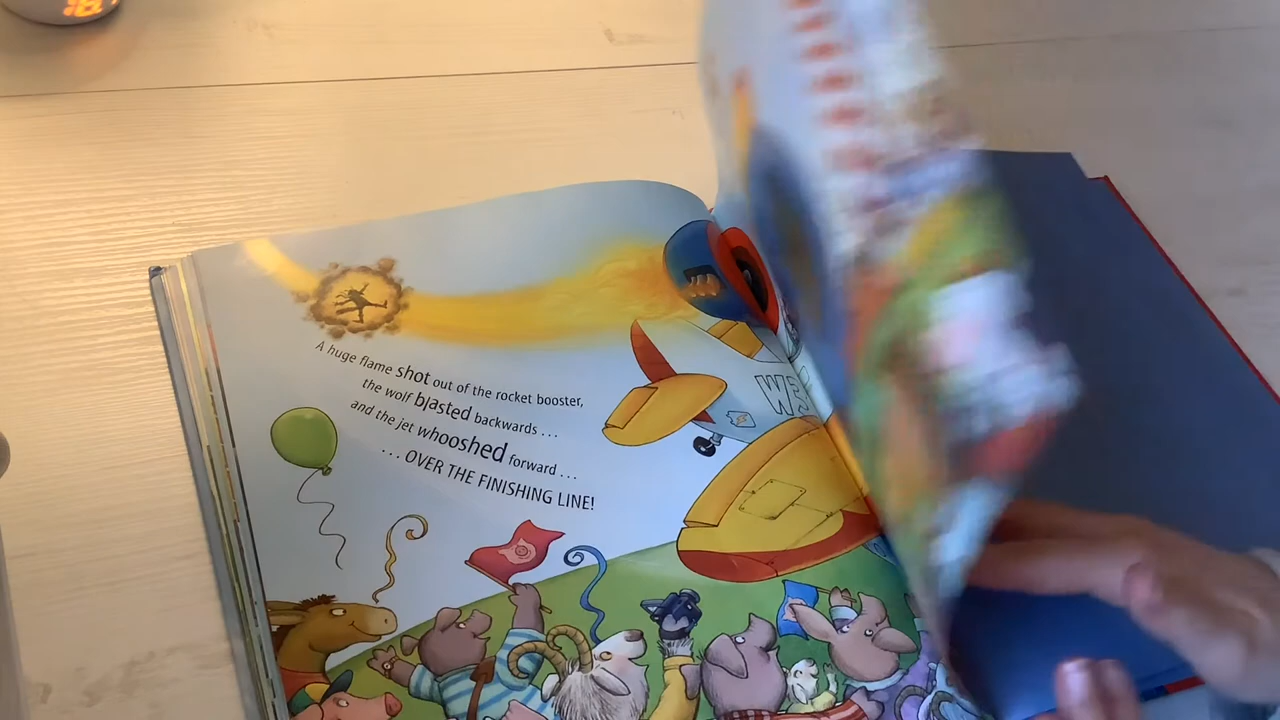 A huge flame shot out of the rocket booster,
the wolf blasted backwards ...
and the jet whooshed forward ...
... OVER THE FINISHING LINE!